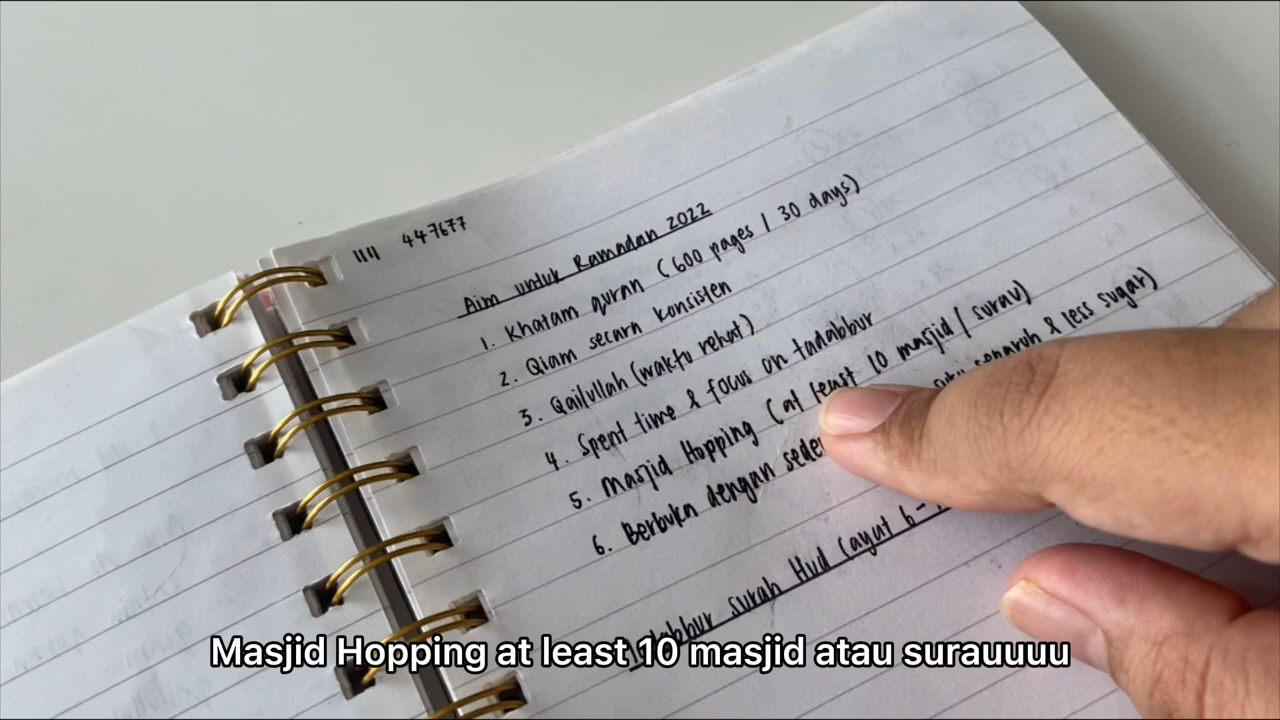 1111 447677
Aim untuk Ramadan 2022
1. Khatam quran (600 pages / 30 days)
2. Qiam secara konsisten
3. Qailullah (waktu rehat)
4. Spent time & focus on tadabbur
5. Masjid Hopping (at least 10 masjid / surau)
6. Berbuka dengan separuh & less sugar)
surah Hud (ayat 6-
Masjid Hopping at least 10 masjid atau surauuuu